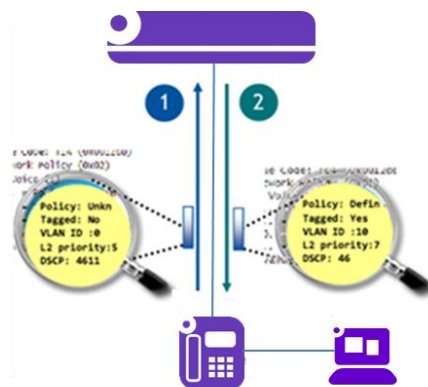 1
2
Policy: Unkn
Tagged: No
VLAN ID :0
L2 priority:5
DSCP: 4611
Policy: Defin
Tagged: Yes
VLAN ID :10
L2 priority:7
DSCP: 46